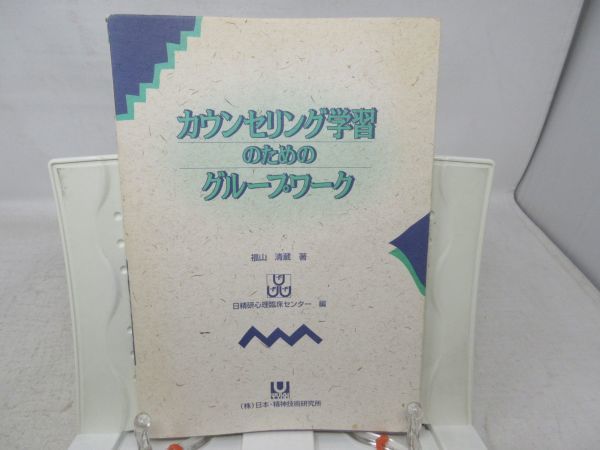 カウンセリング学習
のための
グループ・ワーク
福山 清蔵 著
日精研心理臨床センター 編
(株)日本・精神技術研究所